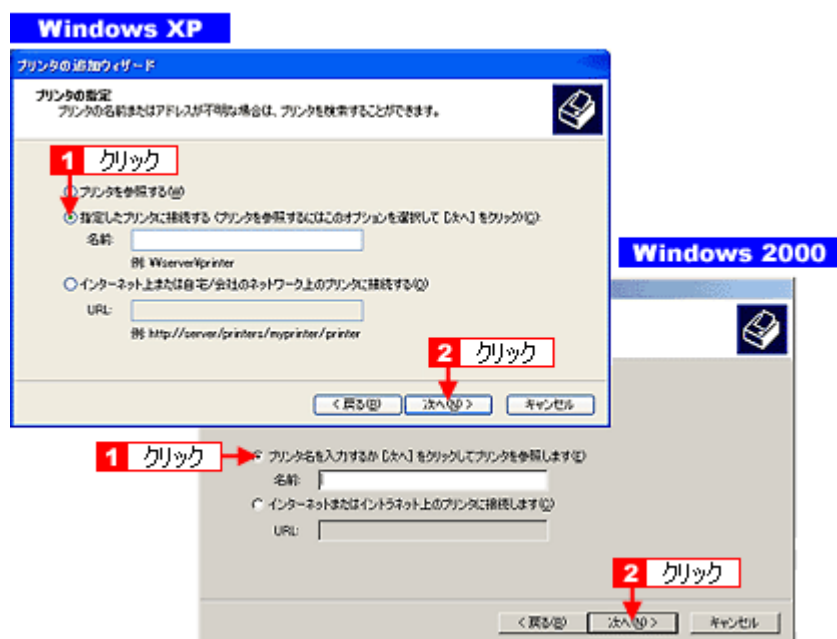 Windows XP
プリンタの追加ウィザード
プリンタの指定
プリンタの名前またはアドレスが不明な場合は、プリンタを検索することができます。
1 クリック
プリンタを参照する(W)
指定したプリンタに接続する (プリンタを参照するにはこのオプションを選択して [次へ] をクリック)(C):
名前:
例: ¥¥server¥printer
インターネット上または自宅/会社のネットワーク上のプリンタに接続する(O):
URL:
例: http://server/printers/myprinter/printer
2 クリック
< 戻る(B)
次へ(N) >
キャンセル
Windows 2000
1 クリック
プリンタ名を入力するか [次へ] をクリックしてプリンタを参照します(E)
名前:
インターネットまたはイントラネット上のプリンタに接続します(C)
URL:
2 クリック
< 戻る(B)
次へ(N) >
キャンセル